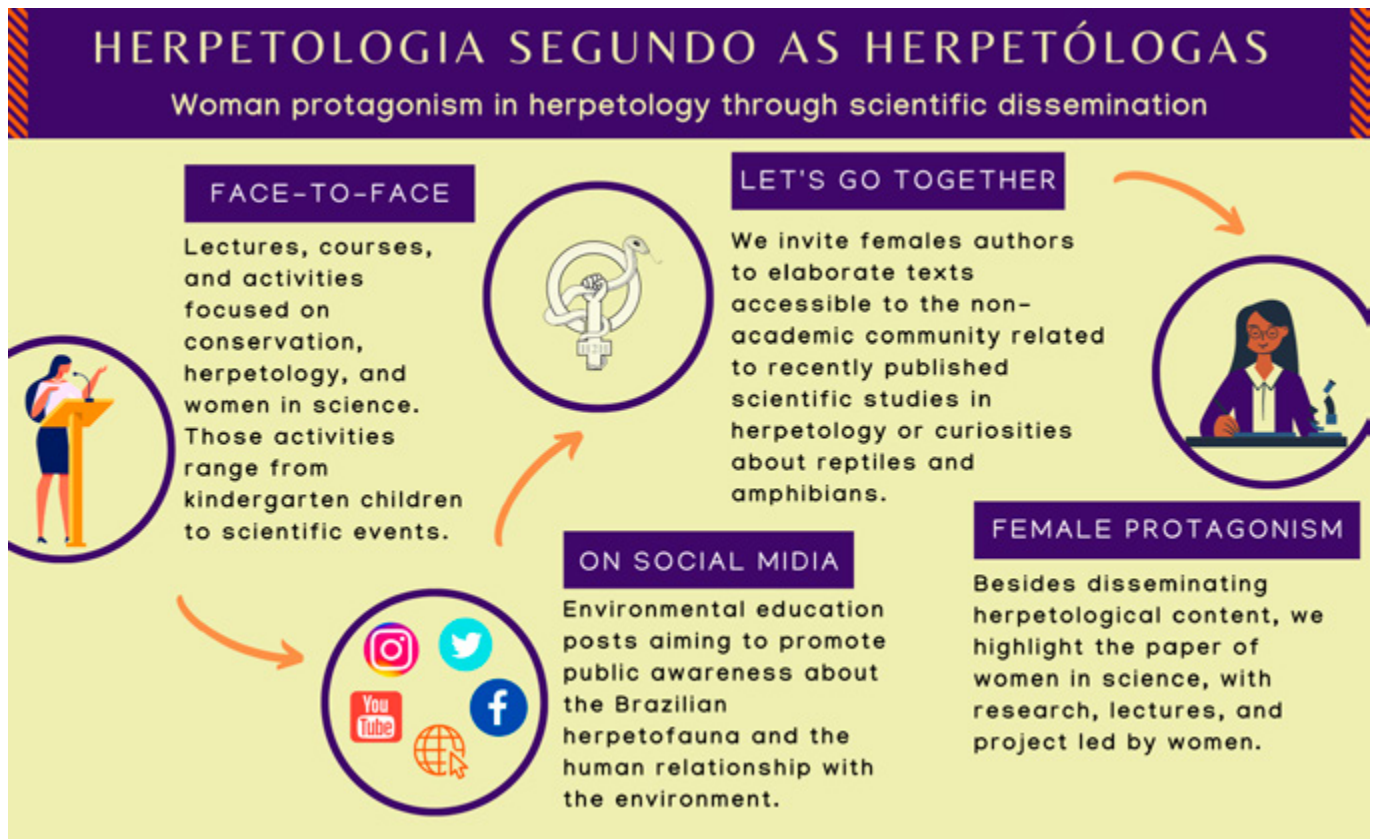 HERPETOLOGIA SEGUNDO AS HERPETÓLOGAS
Woman protagonism in herpetology through scientific dissemination
FACE-TO-FACE
Lectures, courses,
and activities
focused on
conservation,
herpetology, and
women in science.
Those activities
range from
kindergarten children
to scientific events.
ON SOCIAL MIDIA
Environmental education
posts aiming to promote
public awareness about
the Brazilian
herpetofauna and the
human relationship with
the environment.
You
Tube
LET'S GO TOGETHER
We invite females authors
to elaborate texts
accessible to the non-
academic community related
to recently published
scientific studies in
herpetology or curiosities
about reptiles and
amphibians.
FEMALE PROTAGONISM
Besides disseminating
herpetological content, we
highlight the paper of
women in science, with
research, lectures, and
project led by women.